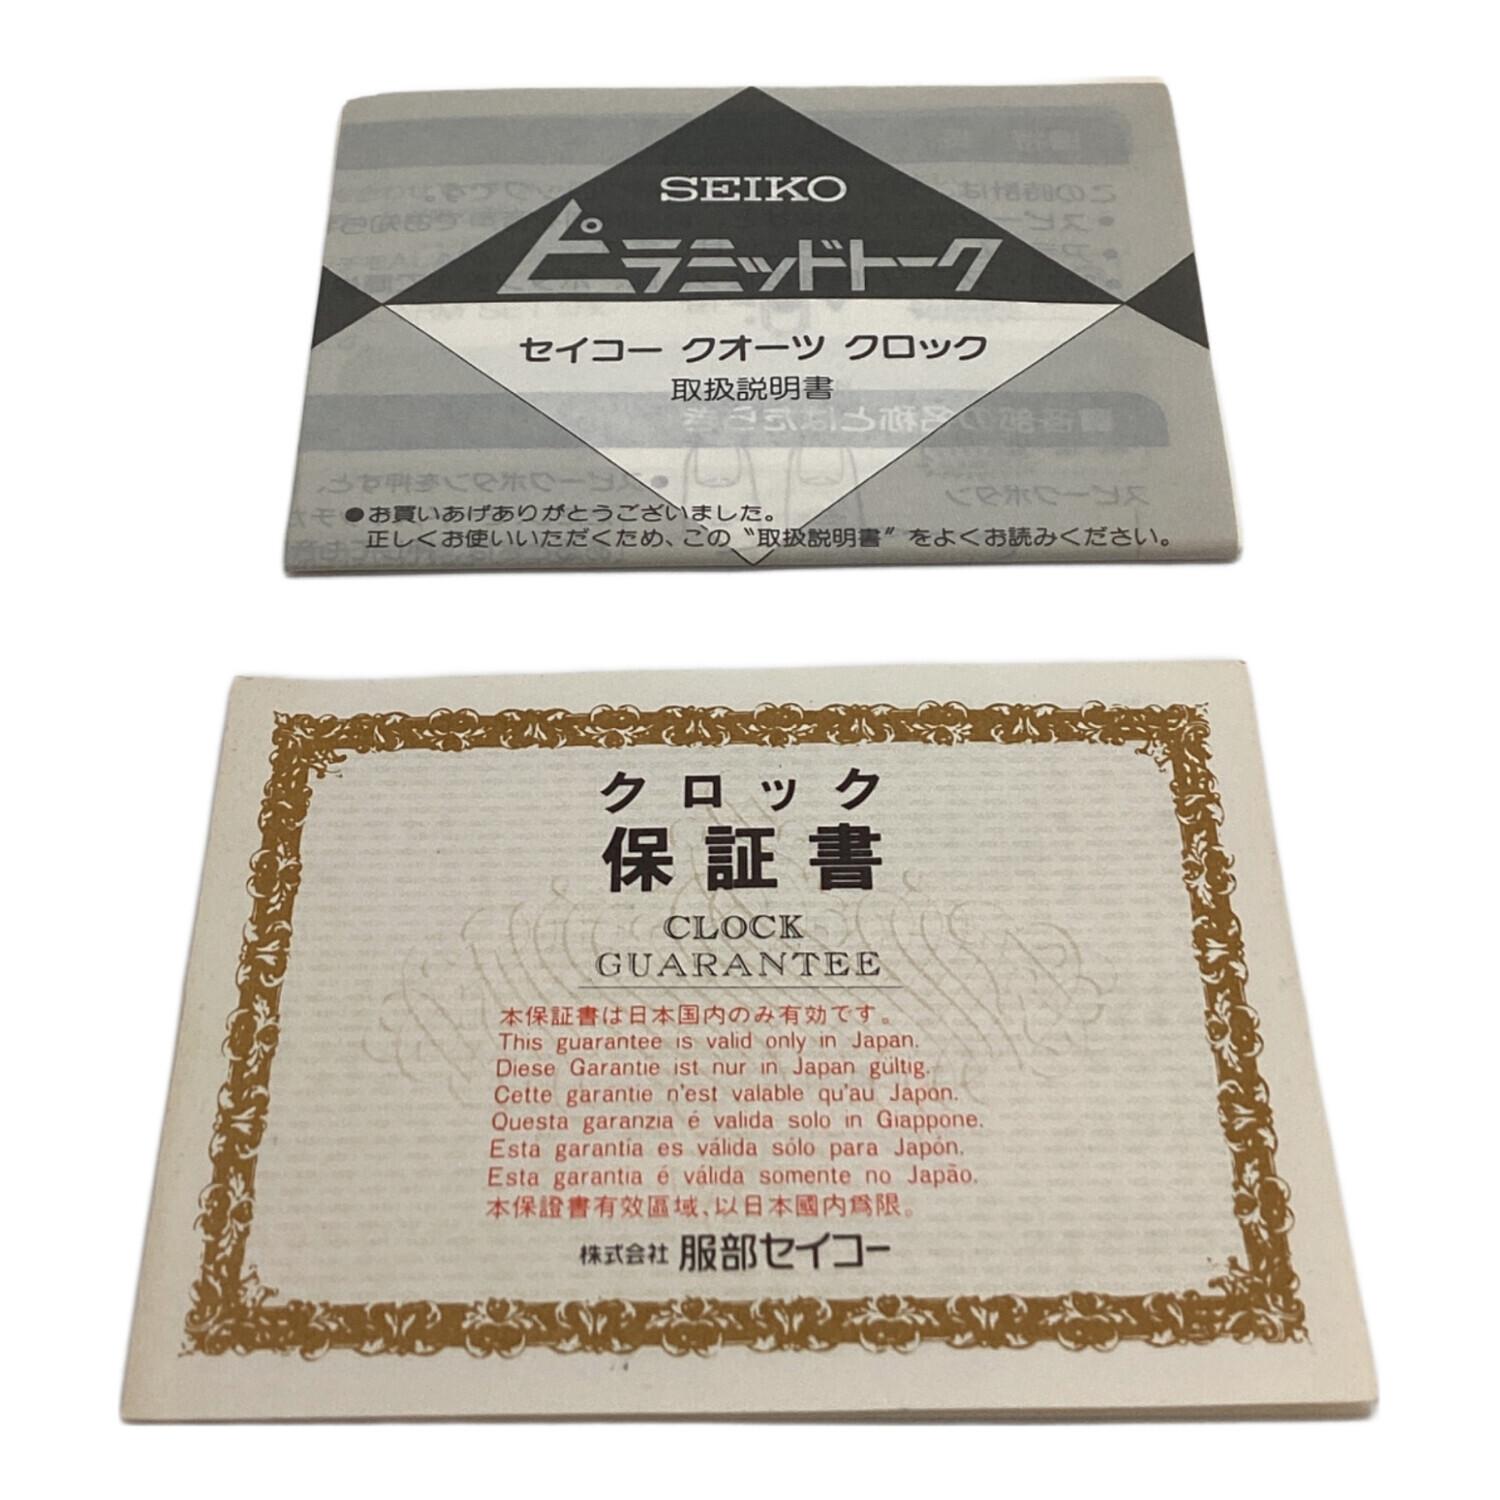 SEIKO
ピラミッドトーク
セイコー クオーツ クロック
取扱説明書
●お買いあげありがとうございました。
正しくお使いいただくため、この〝取扱説明書〟をよくお読みください。
クロック
保証書
CLOCK
GUARANTEE
本保証書は日本国内のみ有効です。
This guarantee is valid only in Japan.
Diese Garantie ist nur in Japan gültig.
Cette garantie n'est valable qu'au Japon.
Questa garanzia é valida solo in Giappone.
Esta garantía es válida sólo para Japón.
Esta garantia é válida somente no Japão.
本保證書有效區域、以日本國内爲限。
株式会社 服部セイコー